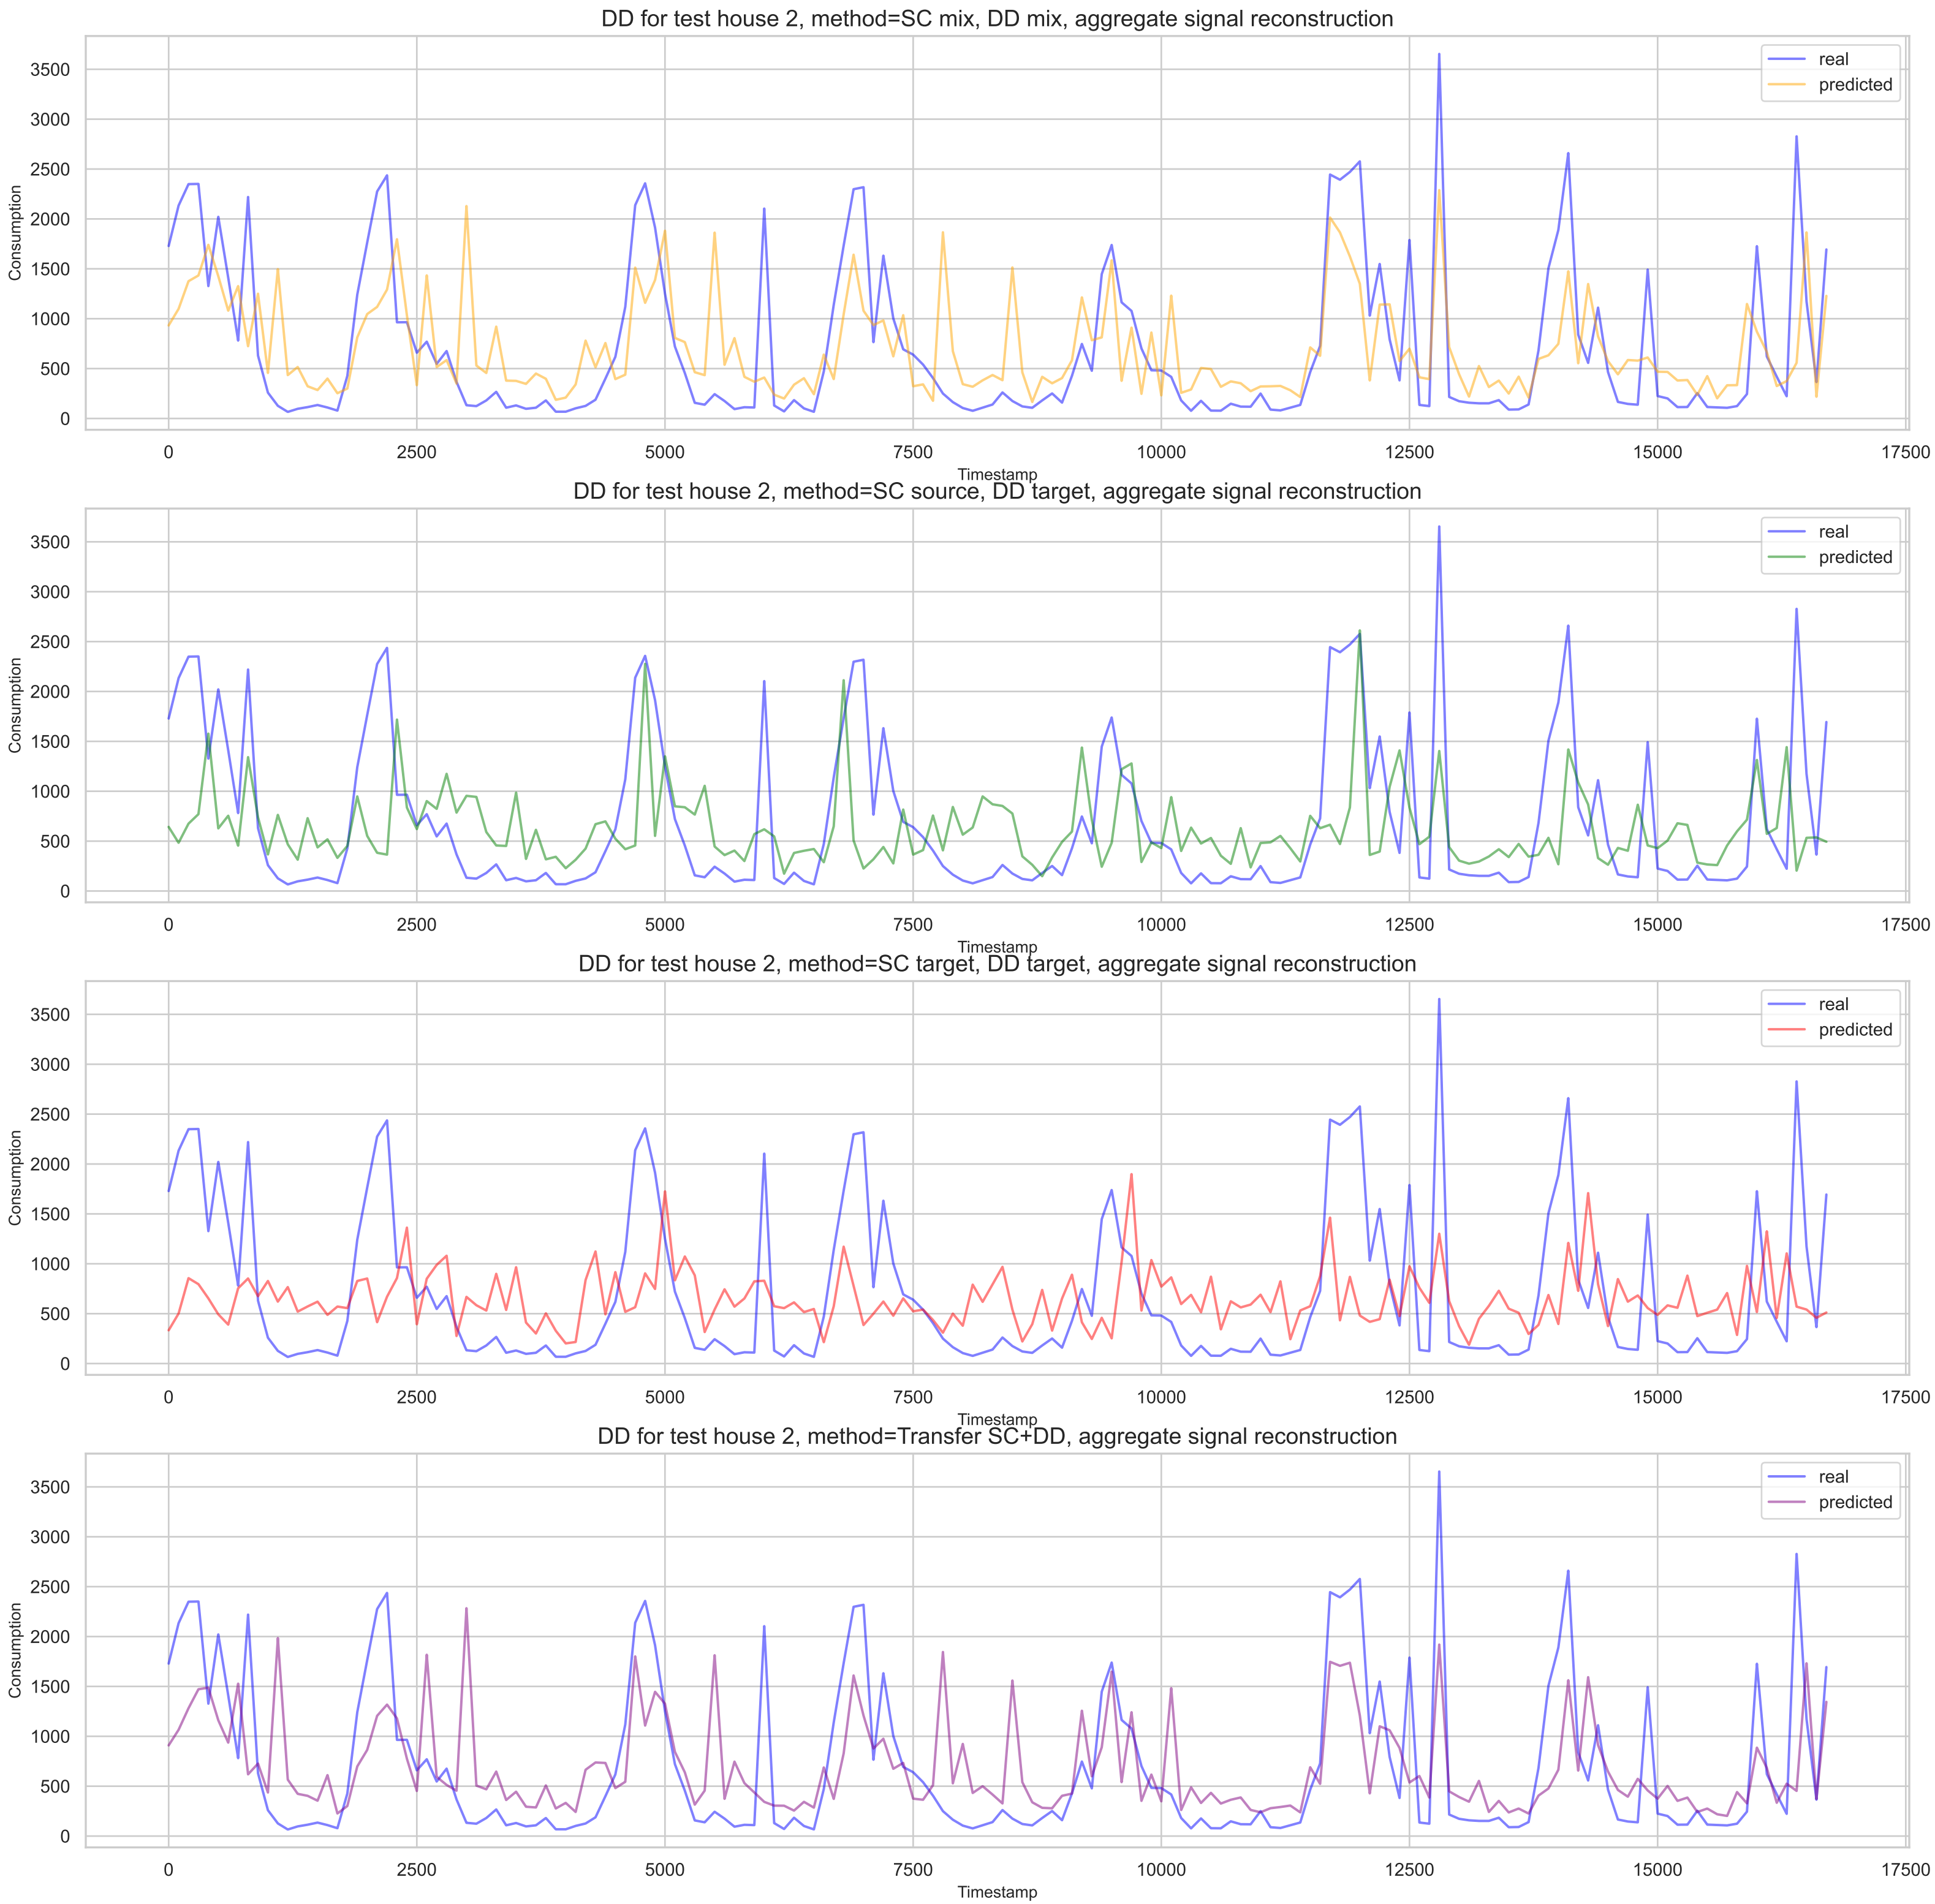 DD for test house 2, method=SC mix, DD mix, aggregate signal reconstruction
3500
3000
2500
2000
1500
1000
500
0
Consumption
real
predicted
0 2500 5000 7500 10000 12500 15000 17500
Timestamp
DD for test house 2, method=SC source, DD target, aggregate signal reconstruction
3500
3000
2500
2000
1500
1000
500
0
Consumption
real
predicted
0 2500 5000 7500 10000 12500 15000 17500
Timestamp
DD for test house 2, method=SC target, DD target, aggregate signal reconstruction
3500
3000
2500
2000
1500
1000
500
0
Consumption
real
predicted
0 2500 5000 7500 10000 12500 15000 17500
Timestamp
DD for test house 2, method=Transfer SC+DD, aggregate signal reconstruction
3500
3000
2500
2000
1500
1000
500
0
Consumption
real
predicted
0 2500 5000 7500 10000 12500 15000 17500
Timestamp